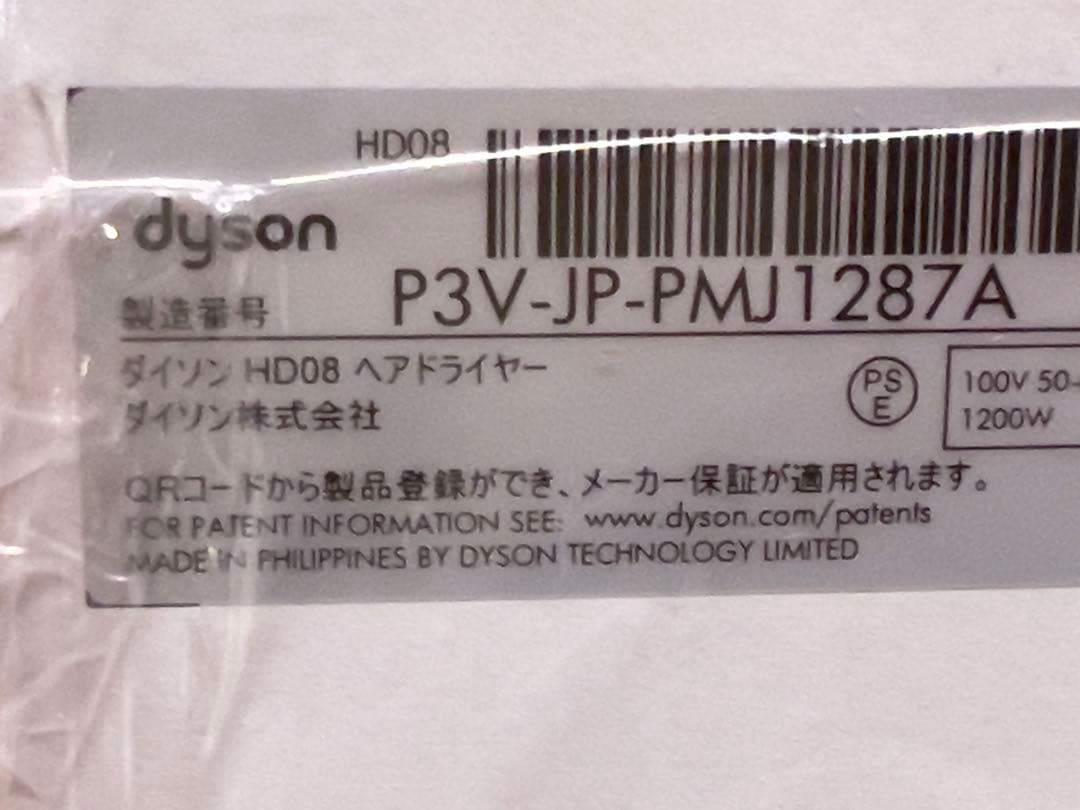 HD08
dyson
製造番号 P3V-JP-PMJ1287A
ダイソン HD08 ヘアドライヤー
ダイソン株式会社
PS
E
100V 50-
1200W
QRコードから製品登録ができ、メーカー保証が適用されます。
FOR PATENT INFORMATION SEE: www.dyson.com/patents
MADE IN PHILIPPINES BY DYSON TECHNOLOGY LIMITED